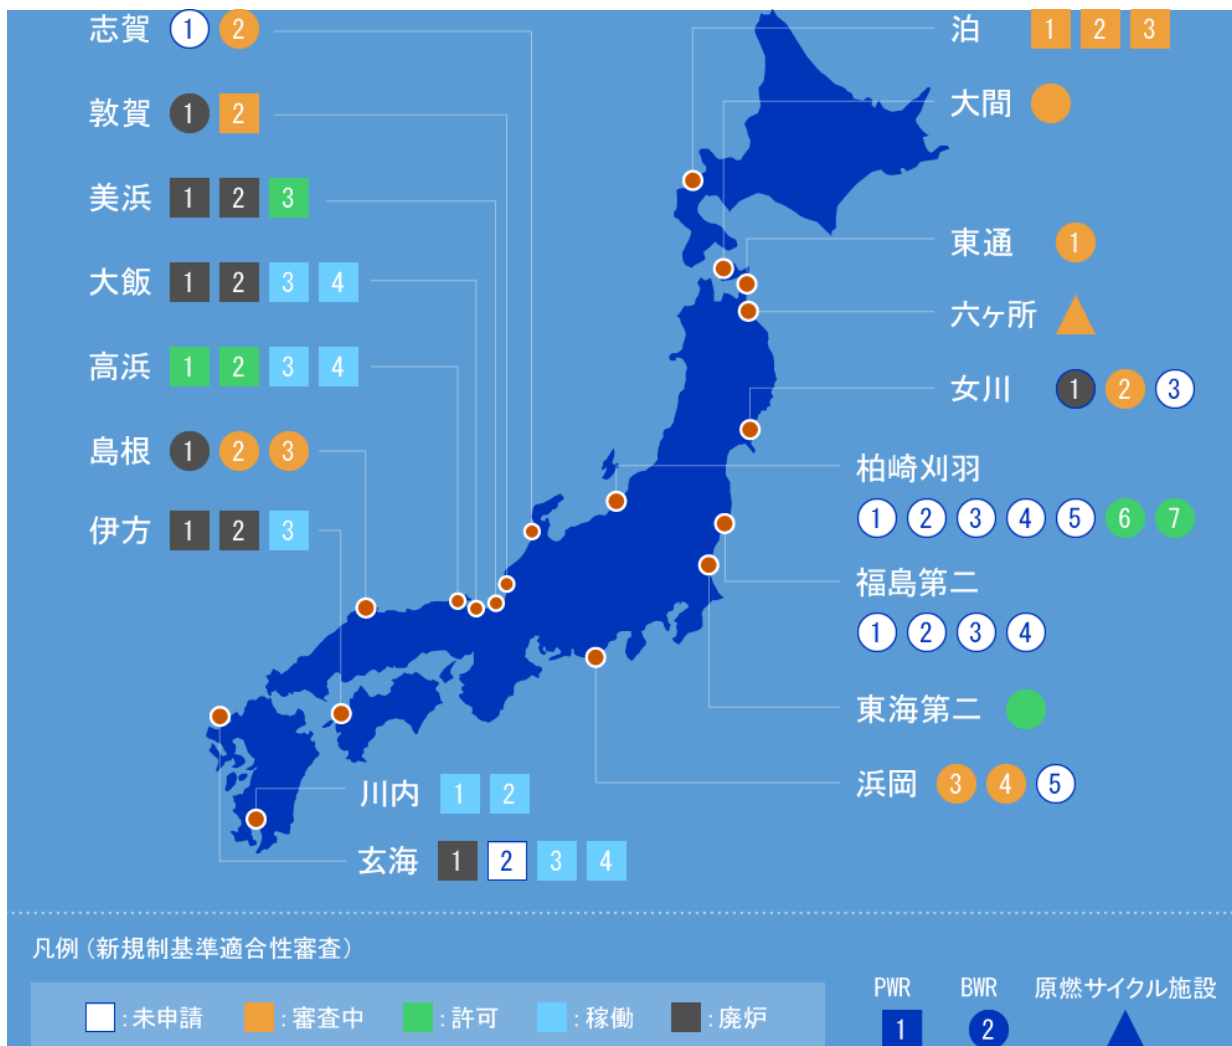 志賀 1 2
敦賀 1 2
美浜 1 2 3
大飯 1 2 3 4
高浜 1 2 3 4
島根 1 2 3
伊方 1 2 3
泊 1 2 3
大間
東通 1
六ヶ所
女川 1 2 3
柏崎刈羽
1 2 3 4 5 6 7
福島第二
1 2 3 4
東海第二
浜岡 3 4 5
川内 1 2
玄海 1 2 3 4
凡例（新規制基準適合性審査）
：未申請 ：審査中 ：許可 ：稼働 ：廃炉
PWR BWR 原燃サイクル施設
1 2